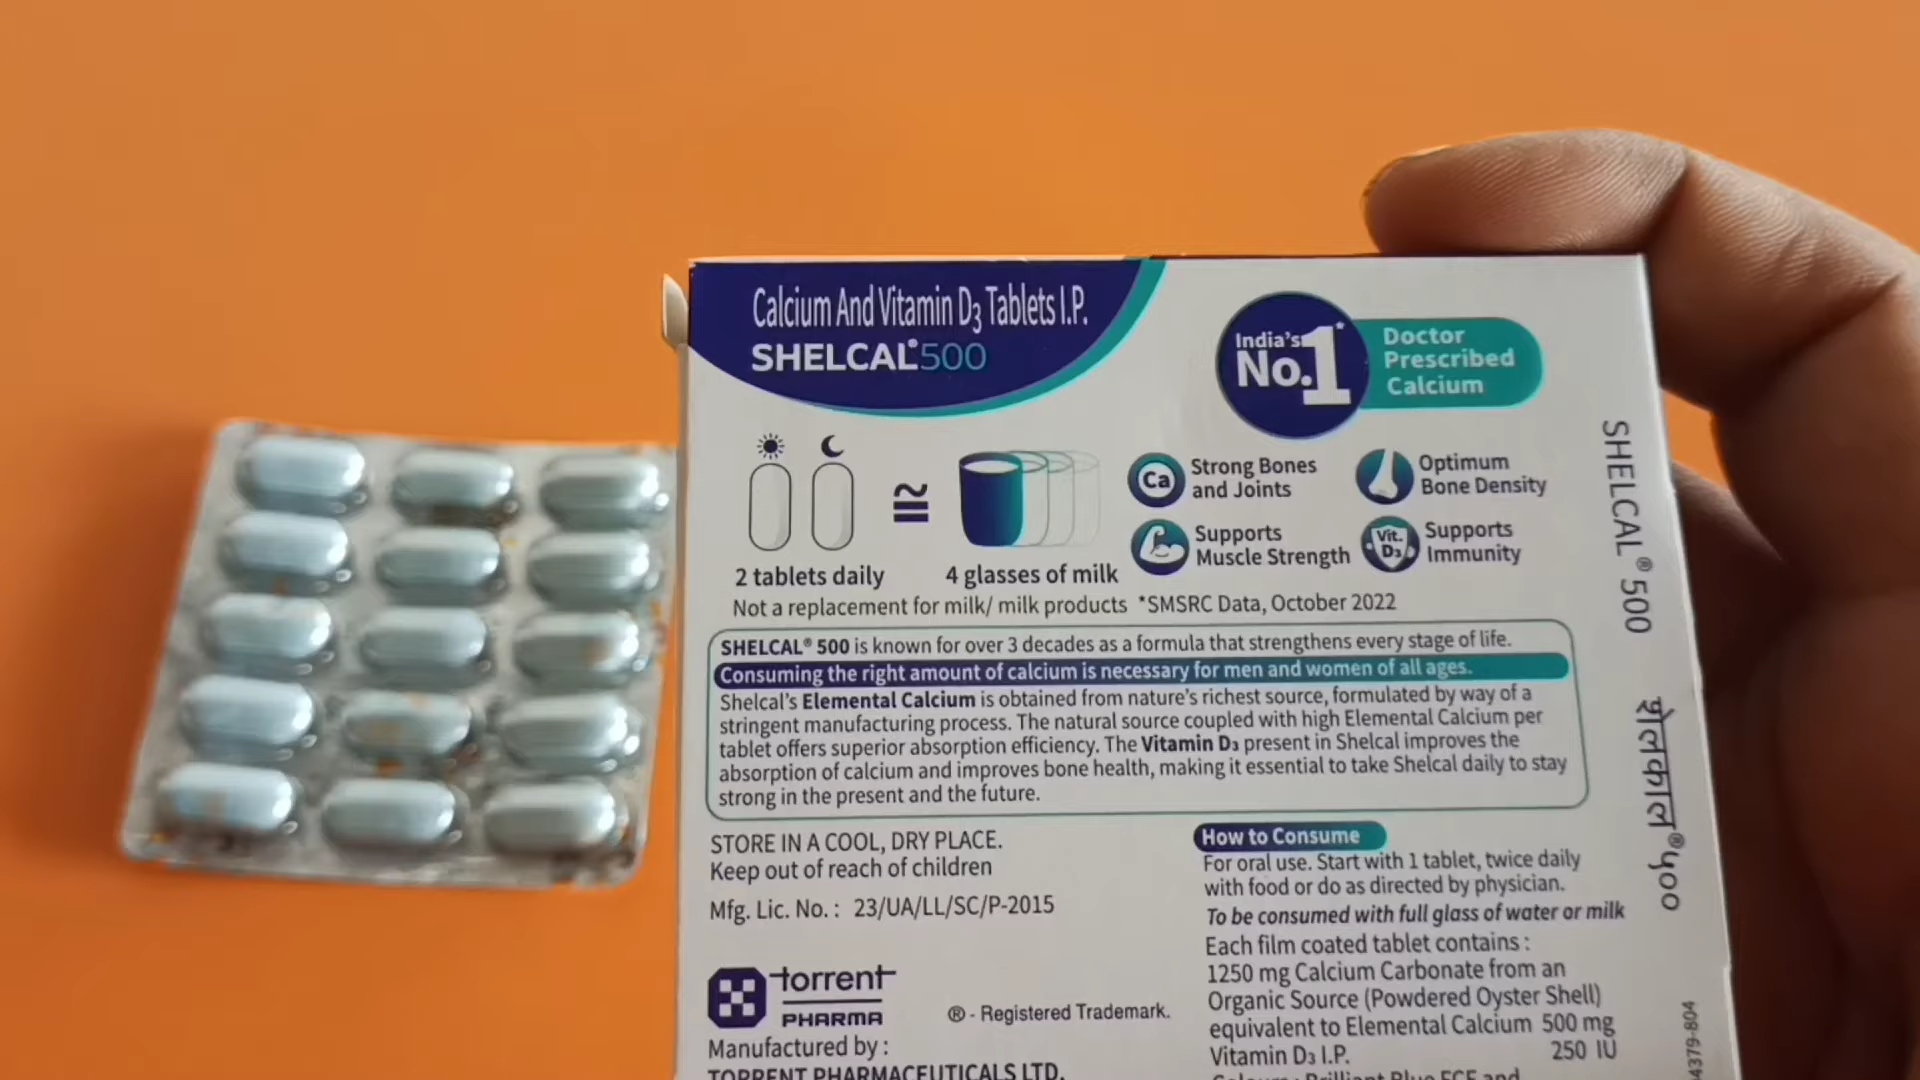 Calcium And Vitamin D3 Tablets I.P.
SHELCAL®500
India's
No.1*
Doctor
Prescribed
Calcium
2 tablets daily
≅
4 glasses of milk
Ca
Strong Bones
and Joints
Optimum
Bone Density
Supports
Muscle Strength
Vit.
D3
Supports
Immunity
Not a replacement for milk/ milk products *SMSRC Data, October 2022
SHELCAL® 500 is known for over 3 decades as a formula that strengthens every stage of life.
Consuming the right amount of calcium is necessary for men and women of all ages.
Shelcal's Elemental Calcium is obtained from nature's richest source, formulated by way of a
stringent manufacturing process. The natural source coupled with high Elemental Calcium per
tablet offers superior absorption efficiency. The Vitamin D3 present in Shelcal improves the
absorption of calcium and improves bone health, making it essential to take Shelcal daily to stay
strong in the present and the future.
STORE IN A COOL, DRY PLACE.
Keep out of reach of children
Mfg. Lic. No. : 23/UA/LL/SC/P-2015
torrent
PHARMA
® - Registered Trademark.
Manufactured by :
TORRENT PHARMACEUTICALS LTD.
How to Consume
For oral use. Start with 1 tablet, twice daily
with food or do as directed by physician.
To be consumed with full glass of water or milk
Each film coated tablet contains :
1250 mg Calcium Carbonate from an
Organic Source (Powdered Oyster Shell)
equivalent to Elemental Calcium 500 mg
Vitamin D3 I.P. 250 IU
Colours : Brilliant Blue FCF and
SHELCAL® 500
शेलकाल® ५००
4379-804